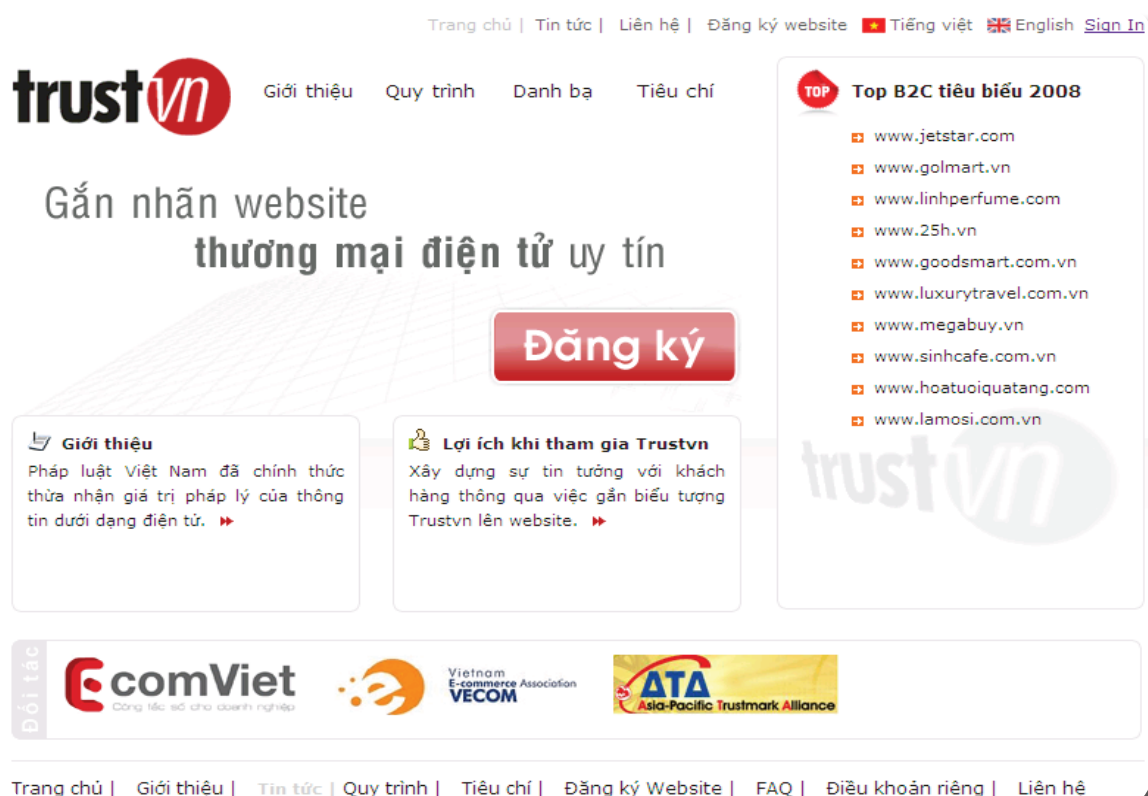 Trang chủ | Tin tức | Liên hệ | Đăng ký website Tiếng việt English Sign In
trustvn
Giới thiệu Quy trình Danh bạ Tiêu chí
Gắn nhãn website
thương mại điện tử uy tín
Đăng ký
TOP Top B2C tiêu biểu 2008
www.jetstar.com
www.golmart.vn
www.linhperfume.com
www.25h.vn
www.goodsmart.com.vn
www.luxurytravel.com.vn
www.megabuy.vn
www.sinhcafe.com.vn
www.hoatuoiquatang.com
www.lamosi.com.vn
trustvn
Giới thiệu
Pháp luật Việt Nam đã chính thức
thừa nhận giá trị pháp lý của thông
tin dưới dạng điện tử.
Lợi ích khi tham gia Trustvn
Xây dựng sự tin tưởng với khách
hàng thông qua việc gắn biểu tượng
Trustvn lên website.
Đối tác
EcomViet
Công tắc số cho doanh nghiệp
Vietnam
E-commerce Association
VECOM
ATA
Asia-Pacific Trustmark Alliance
Trang chủ | Giới thiệu | Tin tức | Quy trình | Tiêu chí | Đăng ký Website | FAQ | Điều khoản riêng | Liên hệ